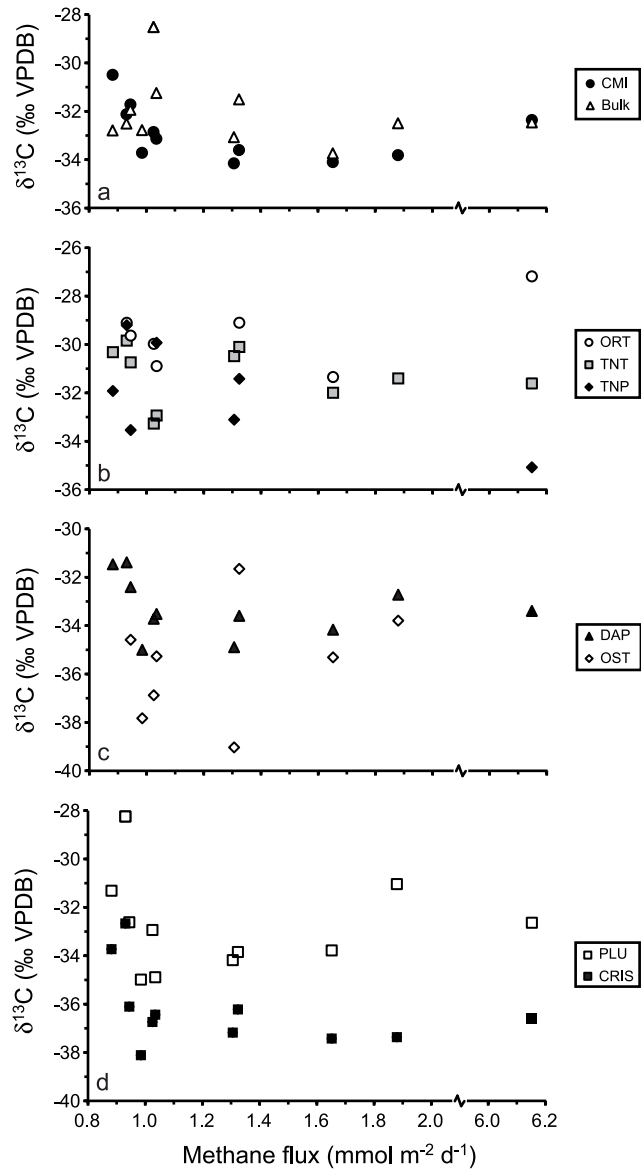 -28
-30
-32
-34
-36
δ¹³C (‰ VPDB)
a
CMI
Bulk
-26
-28
-30
-32
-34
-36
δ¹³C (‰ VPDB)
b
ORT
TNT
TNP
-30
-32
-34
-36
-38
-40
δ¹³C (‰ VPDB)
c
DAP
OST
-28
-30
-32
-34
-36
-38
-40
δ¹³C (‰ VPDB)
d
PLU
CRIS
0.8 1.0 1.2 1.4 1.6 1.8 2.0 6.0 6.2
Methane flux (mmol m⁻² d⁻¹)